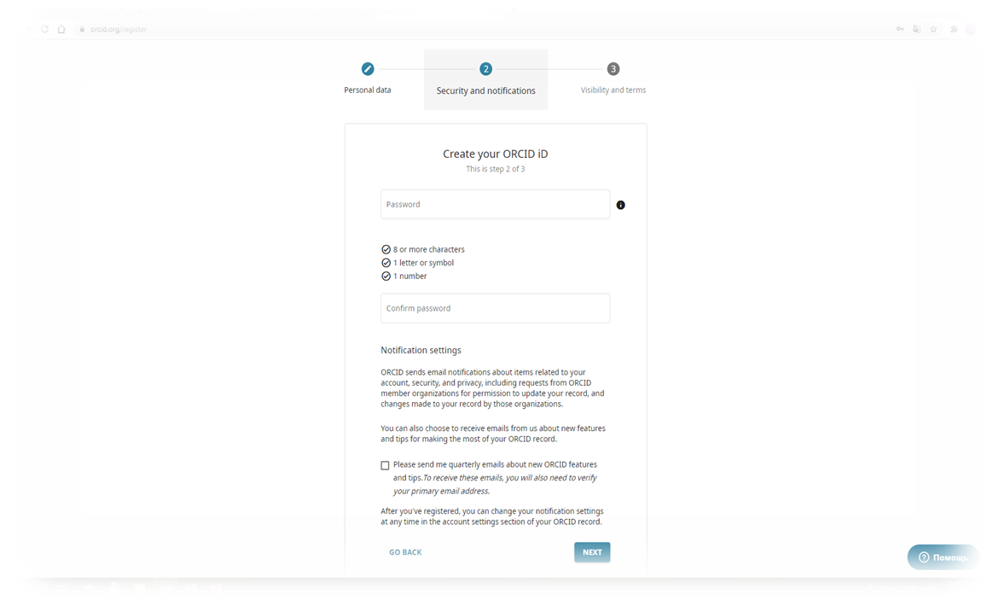 orcid.org/register
2
3
Personal data
Security and notifications
Visibility and terms
Create your ORCID iD
This is step 2 of 3
Password
8 or more characters
1 letter or symbol
1 number
Confirm password
Notification settings
ORCID sends email notifications about items related to your
account, security, and privacy, including requests from ORCID
member organizations for permission to update your record, and
changes made to your record by those organizations.
You can also choose to receive emails from us about new features
and tips for making the most of your ORCID record.
Please send me quarterly emails about new ORCID features
and tips.To receive these emails, you will also need to verify
your primary email address.
After you've registered, you can change your notification settings
at any time in the account settings section of your ORCID record.
GO BACK
NEXT
Помощь